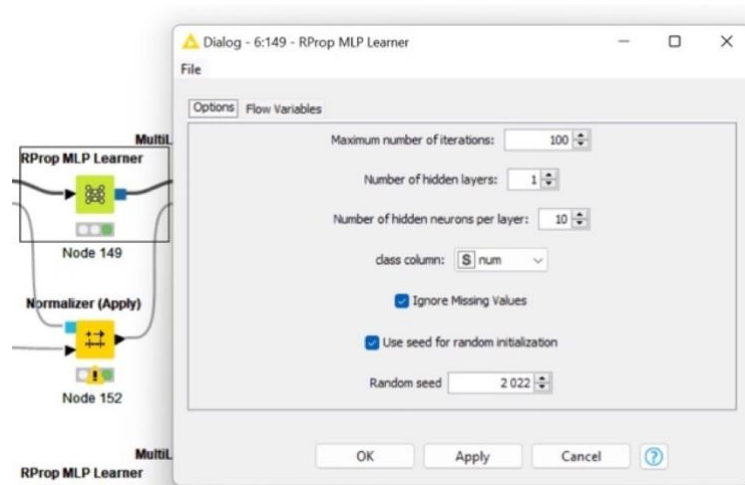 Dialog - 6:149 - RProp MLP Learner
File
Options Flow Variables
Maximum number of iterations: 100
Number of hidden layers: 1
Number of hidden neurons per layer: 10
class column: S num
Ignore Missing Values
Use seed for random initialization
Random seed 2 022
OK Apply Cancel ?
MultiL
RProp MLP Learner
Node 149
Normalizer (Apply)
Node 152
MultiL
RProp MLP Learner